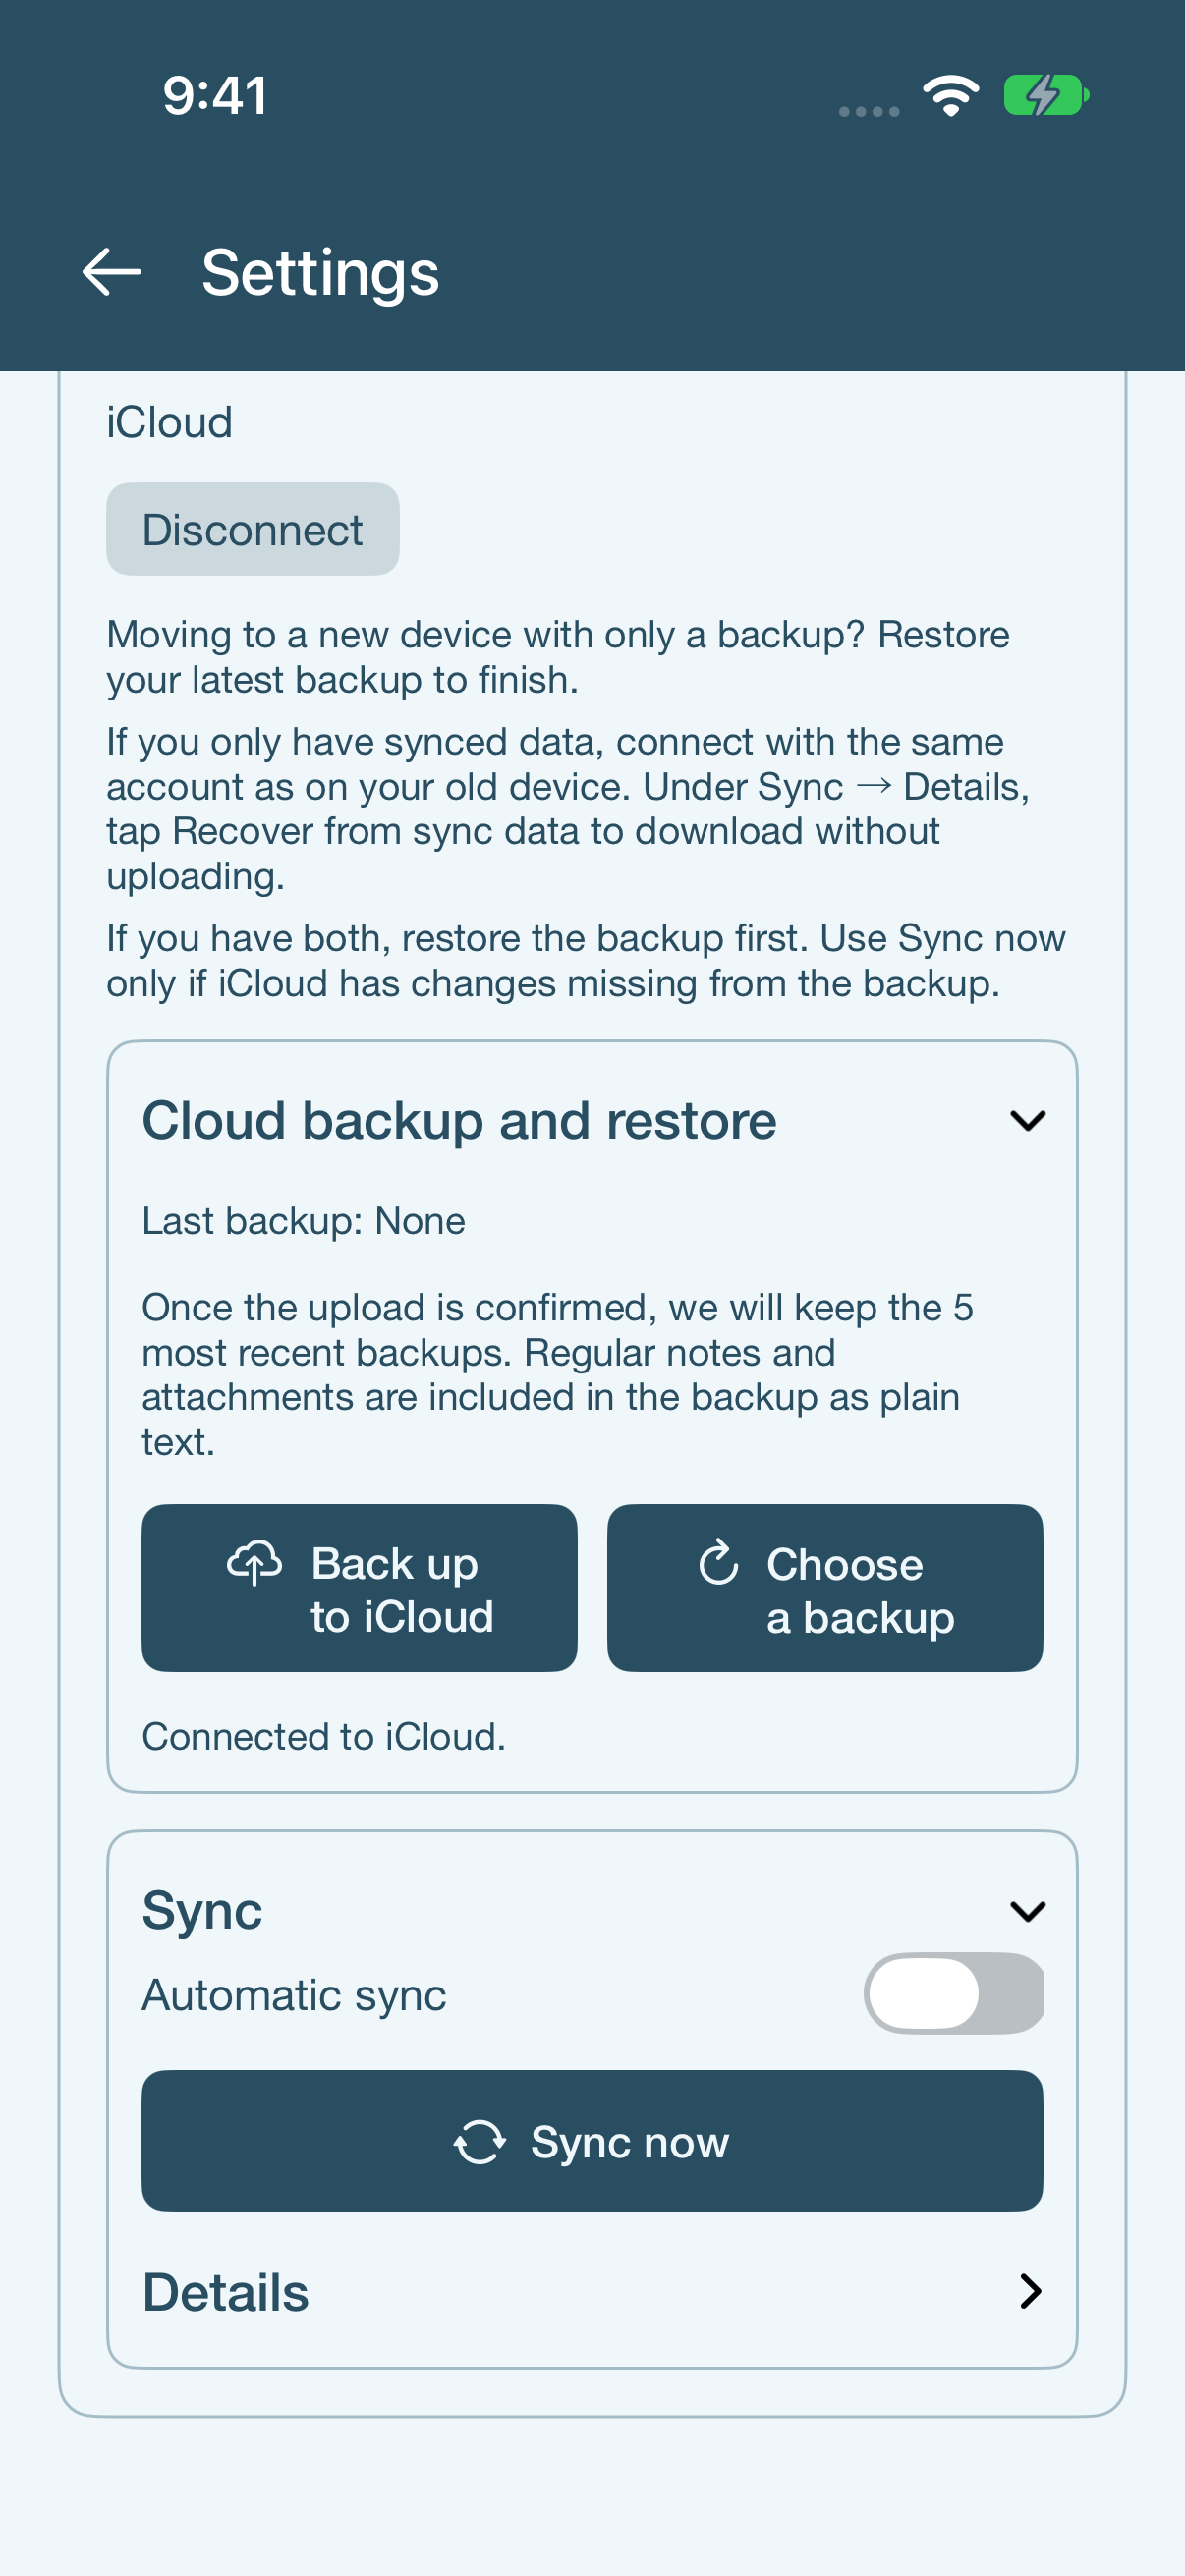 9:41
Settings
iCloud
Disconnect
Moving to a new device with only a backup? Restore
your latest backup to finish.
If you only have synced data, connect with the same
account as on your old device. Under Sync → Details,
tap Recover from sync data to download without
uploading.
If you have both, restore the backup first. Use Sync now
only if iCloud has changes missing from the backup.
Cloud backup and restore
Last backup: None
Once the upload is confirmed, we will keep the 5
most recent backups. Regular notes and
attachments are included in the backup as plain
text.
Back up
to iCloud
Choose
a backup
Connected to iCloud.
Sync
Automatic sync
Sync now
Details